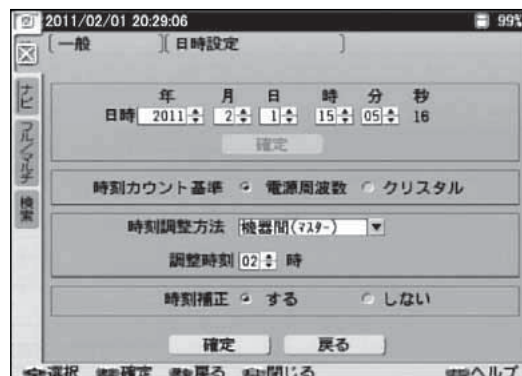 2011/02/01 20:29:06 99%
一般 日時設定
ナビ
フル/マルチ
検索
年 月 日 時 分 秒
日時 2011 2 1 15 05 16
確定
時刻カウント基準 電源周波数 クリスタル
時刻調整方法 機器間(マスター)
調整時刻 02 時
時刻補正 する しない
確定 戻る
選択 確定 戻る 閉じる ヘルプ